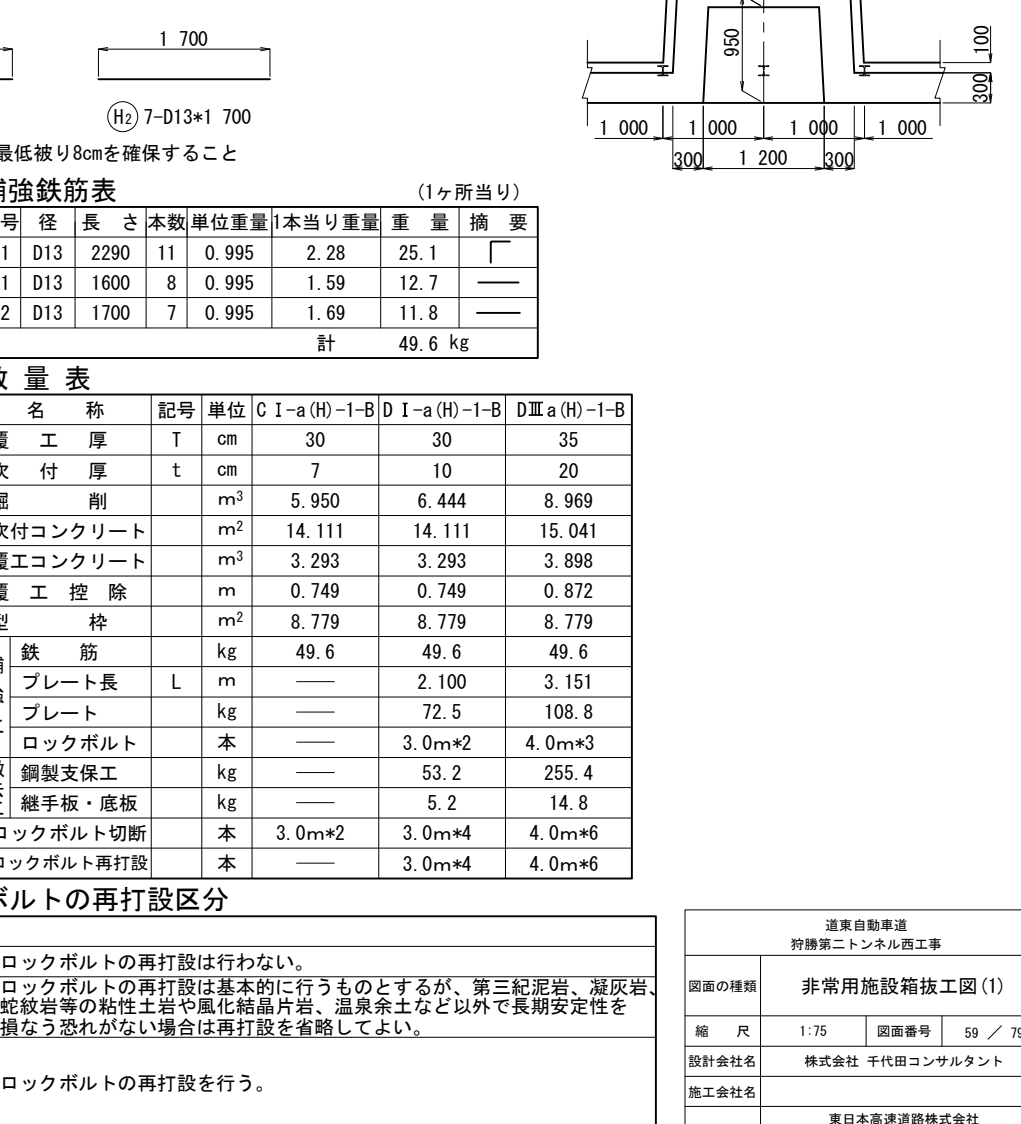 1 700
H2 7-D13*1 700
最低被り8cmを確保すること
950
100
300
1 000 1 000 1 000 1 000
300 1 200 300
強鉄筋表 (1ヶ所当り)
号 径 長 さ 本数 単位重量 1本当り重量 重 量 摘 要
1 D13 2290 11 0.995 2.28 25.1
1 D13 1600 8 0.995 1.59 12.7 ——
2 D13 1700 7 0.995 1.69 11.8 ——
計 49.6 kg
数 量 表
名 称 記号 単位 C I-a(H)-1-B D I-a(H)-1-B DⅢa(H)-1-B
覆 工 厚 T cm 30 30 35
吹 付 厚 t cm 7 10 20
掘 削 m3 5.950 6.444 8.969
吹付コンクリート m2 14.111 14.111 15.041
覆工コンクリート m3 3.293 3.293 3.898
覆 工 控 除 m 0.749 0.749 0.872
型 枠 m2 8.779 8.779 8.779
鉄 筋 kg 49.6 49.6 49.6
プレート長 L m —— 2.100 3.151
プレート kg —— 72.5 108.8
ロックボルト 本 —— 3.0m*2 4.0m*3
鋼製支保工 kg —— 53.2 255.4
継手板・底板 kg —— 5.2 14.8
ロックボルト切断 本 3.0m*2 3.0m*4 4.0m*6
ロックボルト再打設 本 —— 3.0m*4 4.0m*6
ボルトの再打設区分
ロックボルトの再打設は行わない。
ロックボルトの再打設は基本的に行うものとするが、第三紀泥岩、凝灰岩、
蛇紋岩等の粘性土岩や風化結晶片岩、温泉余土など以外で長期安定性を
損なう恐れがない場合は再打設を省略してよい。
ロックボルトの再打設を行う。
道東自動車道
狩勝第二トンネル西工事
図面の種類 非常用施設箱抜工図(1)
縮 尺 1:75 図面番号 59 / 79
設計会社名 株式会社 千代田コンサルタント
施工会社名
東日本高速道路株式会社